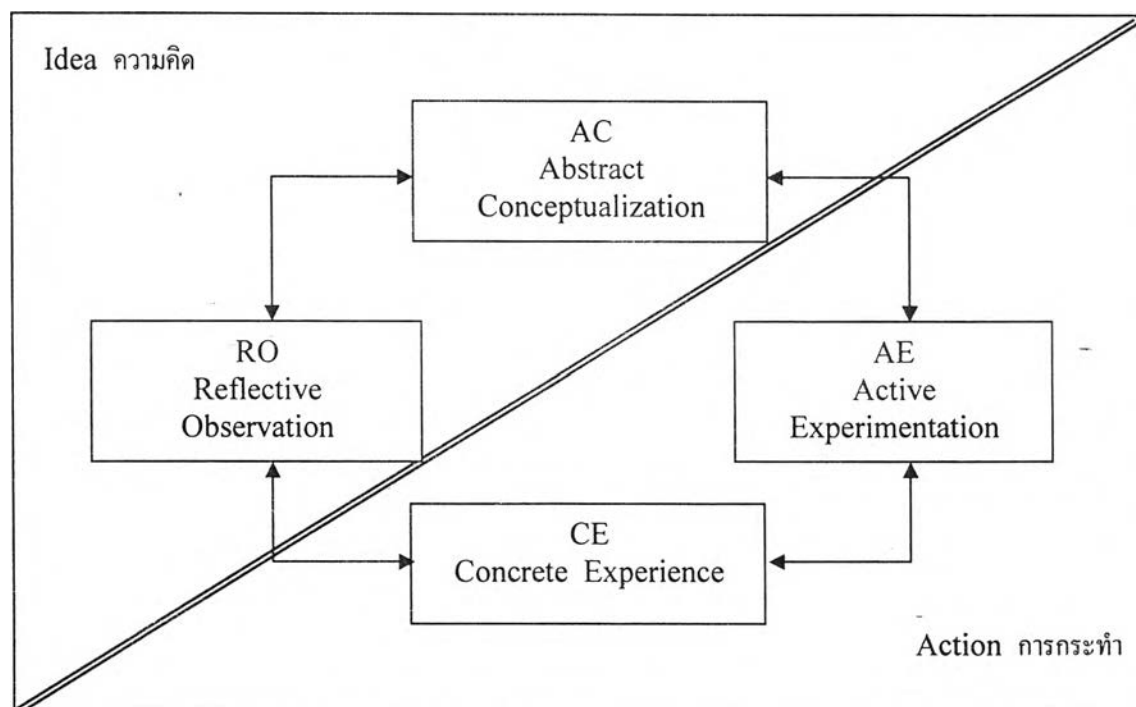 Idea ความคิด
AC
Abstract
Conceptualization
RO
Reflective
Observation
AE
Active
Experimentation
CE
Concrete Experience
Action การกระทำ